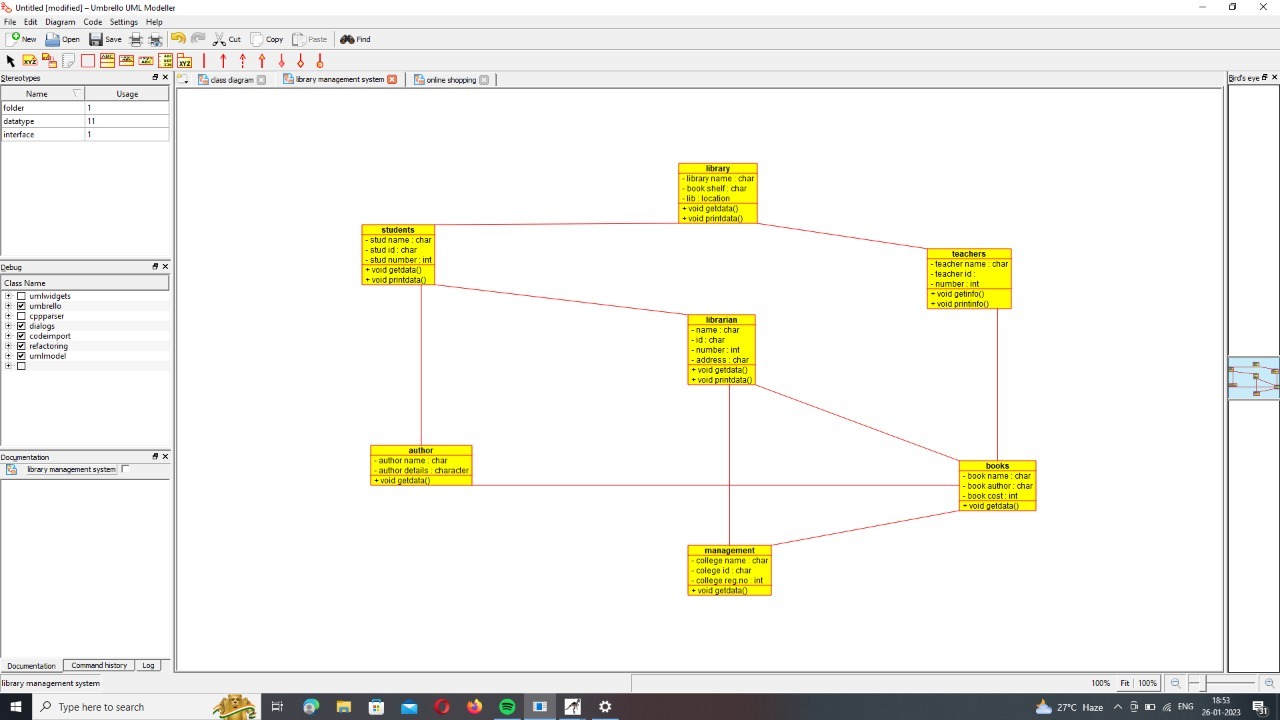 Untitled [modified] – Umbrello UML Modeller
File Edit Diagram Code Settings Help
New Open Save Cut Copy Paste Find
Stereotypes
Name Usage
folder 1
datatype 11
interface 1
Debug
Class Name
umlwidgets
umbrello
cppparser
dialogs
codeimport
refactoring
umlmodel
Documentation
library management system
Documentation Command history Log
library management system
class diagram library management system online shopping
library
- library name : char
- book shelf : char
- lib : location
+ void getdata()
+ void printdata()
students
- stud name : char
- stud id : char
- stud number : int
+ void getdata()
+ void printdata()
teachers
- teacher name : char
- teacher id :
- number : int
+ void getinfo()
+ void printinfo()
librarian
- name : char
- id : char
- number : int
- address : char
+ void getdata()
+ void printdata()
author
- author name : char
- author details : character
+ void getdata()
books
- book name : char
- book author : char
- book cost : int
+ void getdata()
management
- college name : char
- colege id : char
- college reg.no : int
+ void getdata()
Bird's eye
100% Fit 100%
Type here to search
27°C Haze
ENG
18:53
26-01-2023